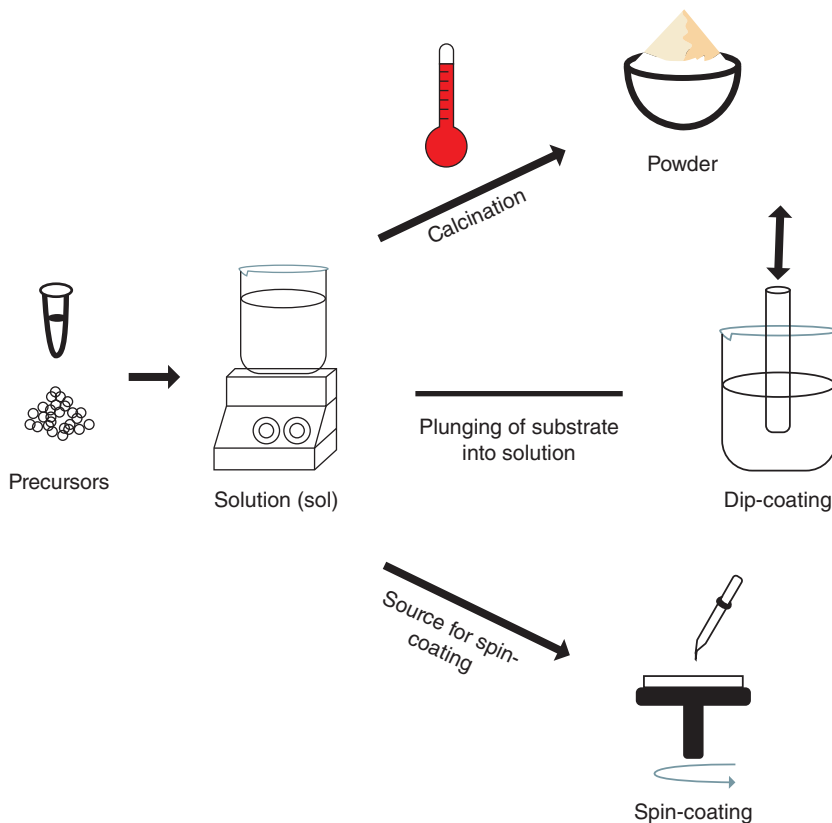 Powder
Calcination
Precursors
Solution (sol)
Plunging of substrate
into solution
Dip-coating
Source for spin-
coating
Spin-coating